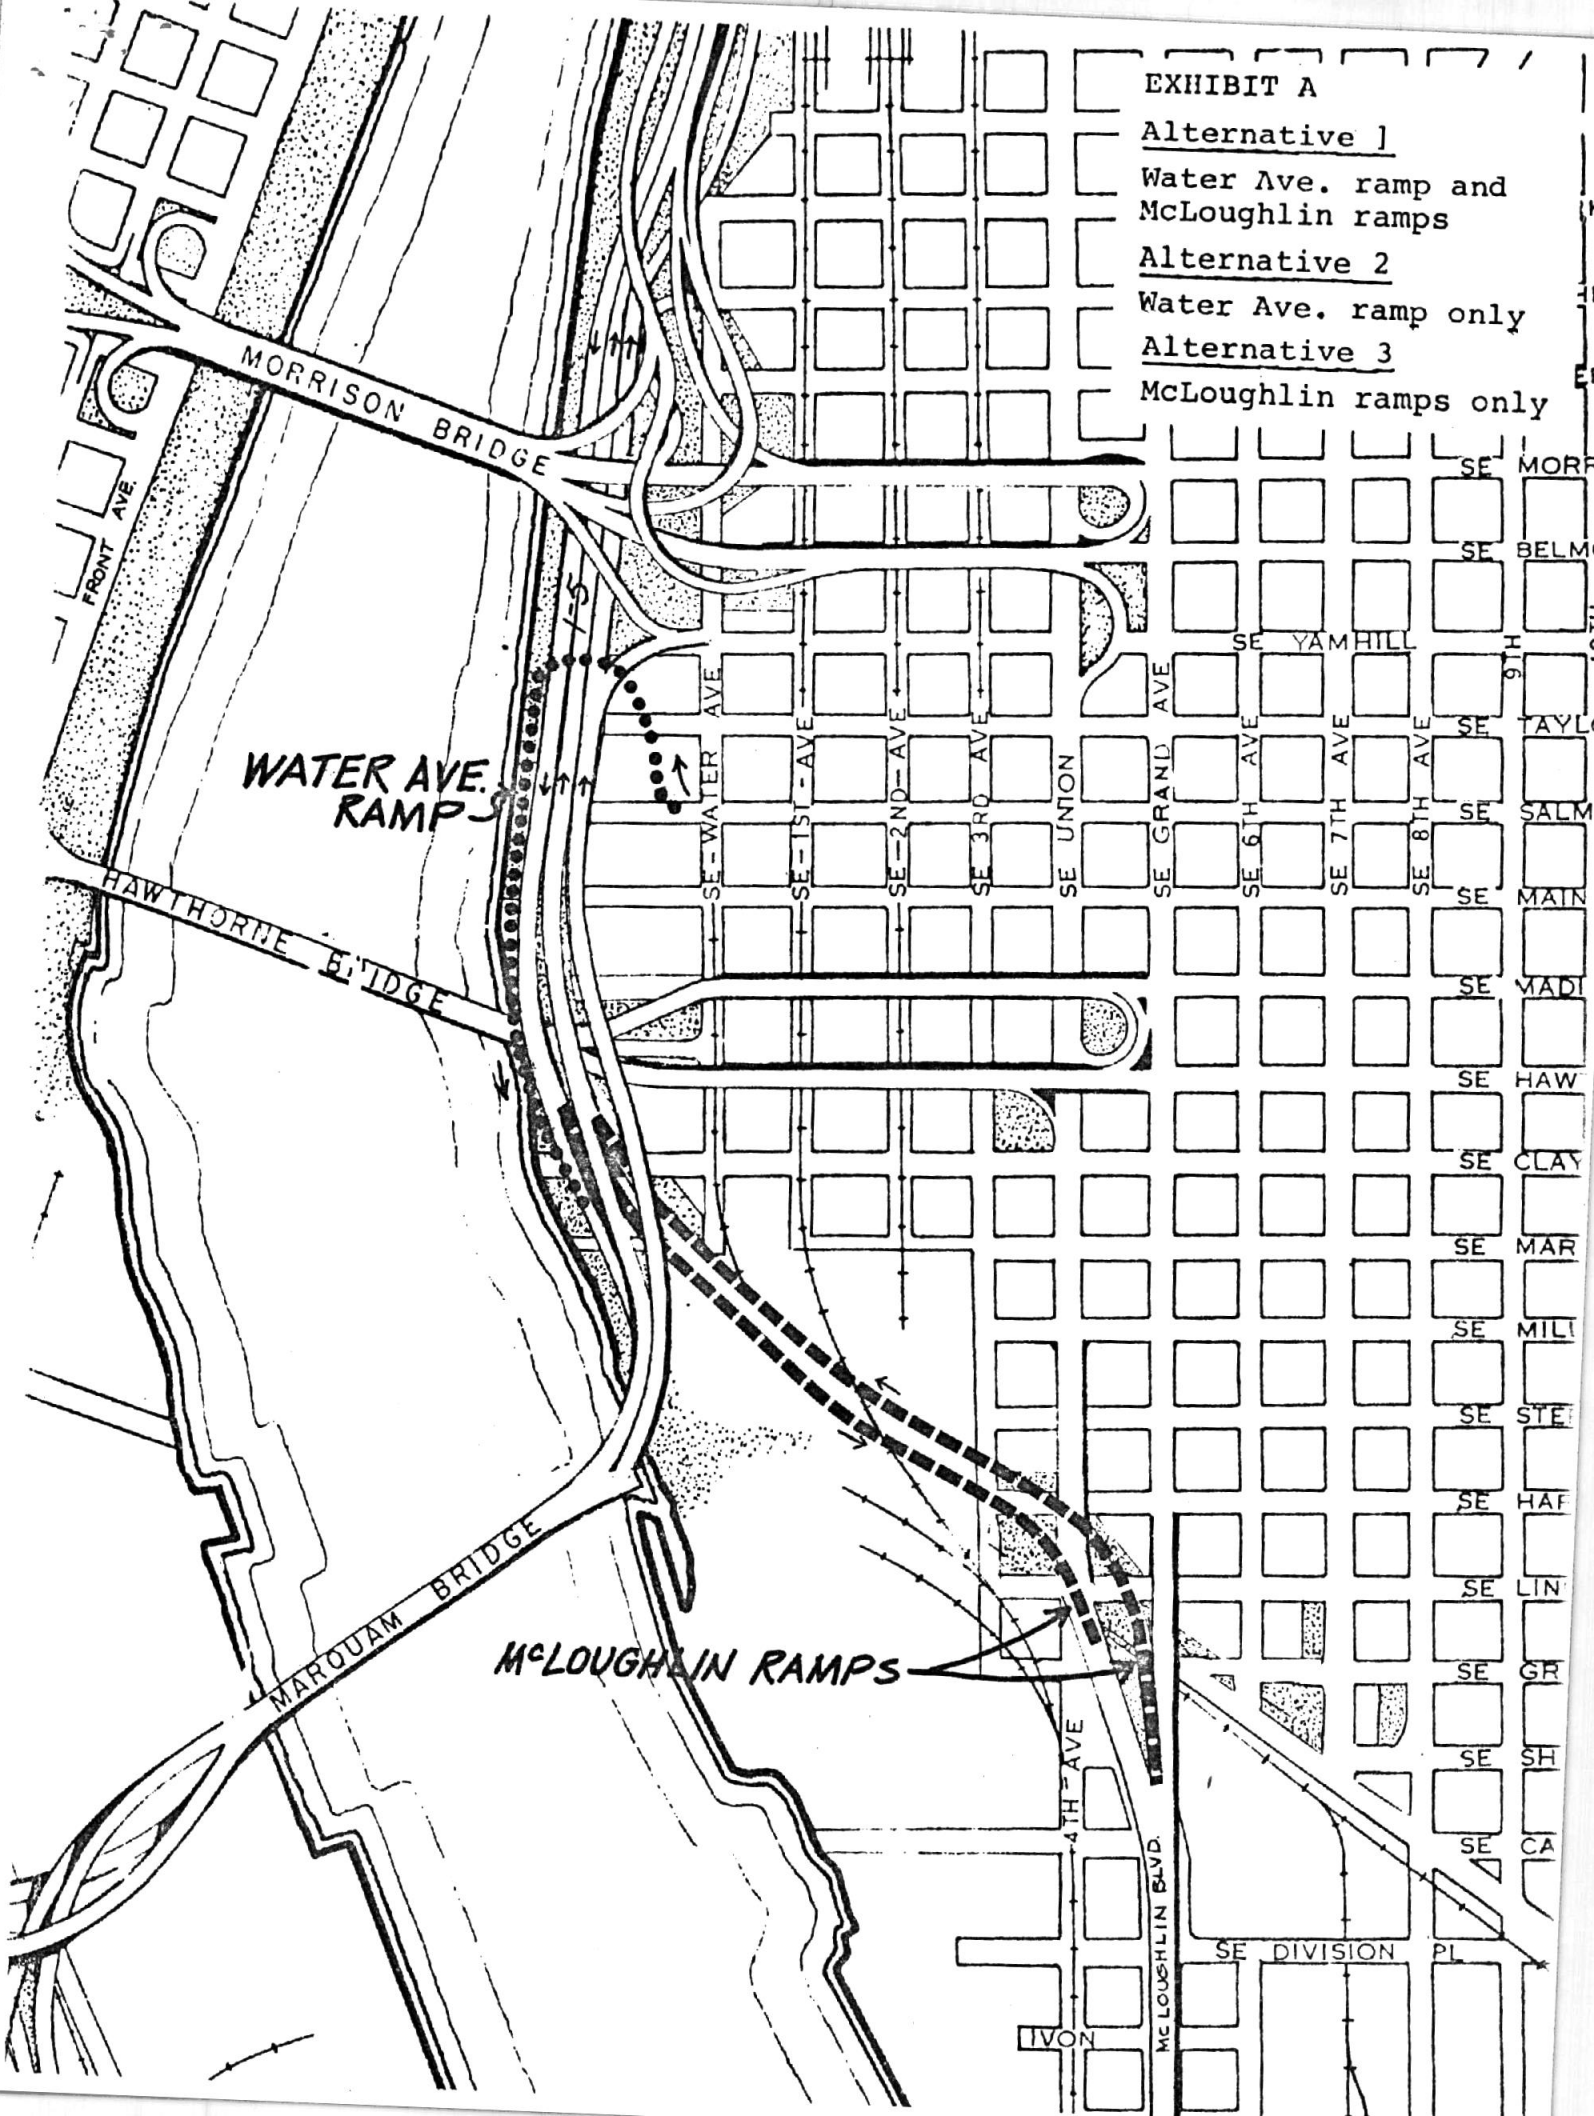 EXHIBIT A
Alternative 1
Water Ave. ramp and
McLoughlin ramps
Alternative 2
Water Ave. ramp only
Alternative 3
McLoughlin ramps only
MORRISON BRIDGE
FRONT AVE.
I-5
SE MORR
SE BELM
SE YAMHILL
9TH
SE TAYL
SE SALM
SE MAIN
SE MADI
SE HAW
SE CLAY
SE MAR
SE MILL
SE STE
SE HAR
SE LIN
SE GR
SE SH
SE CA
SE WATER AVE
SE 1ST AVE
SE 2ND AVE
SE 3RD AVE
SE UNION
SE GRAND AVE
SE 6TH AVE
SE 7TH AVE
SE 8TH AVE
WATER AVE.
RAMP
HAWTHORNE BRIDGE
MARQUAM BRIDGE
McLOUGHLIN RAMPS
4TH AVE
McLOUGHLIN BLVD.
SE DIVISION PL
IVON